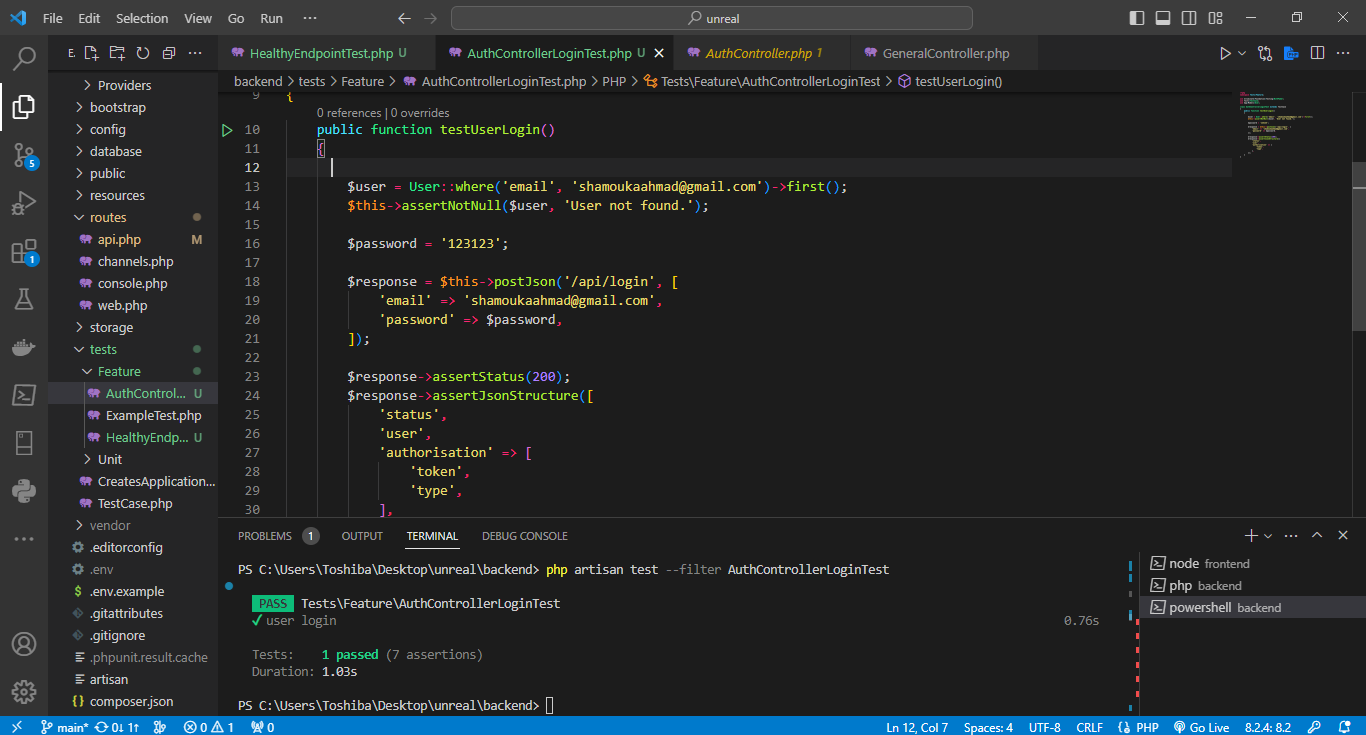 File Edit Selection View Go Run ··· unreal
E... HealthyEndpointTest.php U AuthControllerLoginTest.php U AuthController.php 1 GeneralController.php
backend > tests > Feature > AuthControllerLoginTest.php > PHP > Tests\Feature\AuthControllerLoginTest > testUserLogin()
Providers
bootstrap
config
database
public
resources
routes
api.php M
channels.php
console.php
web.php
storage
tests
Feature
AuthControl... U
ExampleTest.php
HealthyEndp... U
Unit
CreatesApplication...
TestCase.php
vendor
.editorconfig
.env
$ .env.example
.gitattributes
.gitignore
.phpunit.result.cache
artisan
{} composer.json
5
1
9 {
0 references | 0 overrides
10 public function testUserLogin()
11 {
12
13 $user = User::where('email', 'shamoukaahmad@gmail.com')->first();
14 $this->assertNotNull($user, 'User not found.');
15
16 $password = '123123';
17
18 $response = $this->postJson('/api/login', [
19 'email' => 'shamoukaahmad@gmail.com',
20 'password' => $password,
21 ]);
22
23 $response->assertStatus(200);
24 $response->assertJsonStructure([
25 'status',
26 'user',
27 'authorisation' => [
28 'token',
29 'type',
30 ],
PROBLEMS 1 OUTPUT TERMINAL DEBUG CONSOLE
PS C:\Users\Toshiba\Desktop\unreal\backend> php artisan test --filter AuthControllerLoginTest
PASS Tests\Feature\AuthControllerLoginTest
✓ user login 0.76s
Tests: 1 passed (7 assertions)
Duration: 1.03s
PS C:\Users\Toshiba\Desktop\unreal\backend>
node frontend
php backend
powershell backend
main* 0↓ 1↑ 0 1 0 Ln 12, Col 7 Spaces: 4 UTF-8 CRLF {} PHP Go Live 8.2.4: 8.2